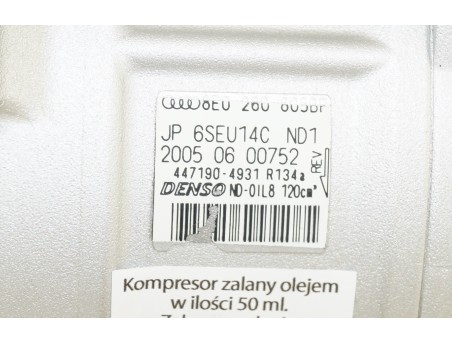 8E0 260 805BF
JP 6SEU14C ND1
2005 06 00752
REV
447190-4931 R134a
DENSO ND-OIL8 120cm³
Kompresor zalany olejem
w ilości 50 ml.